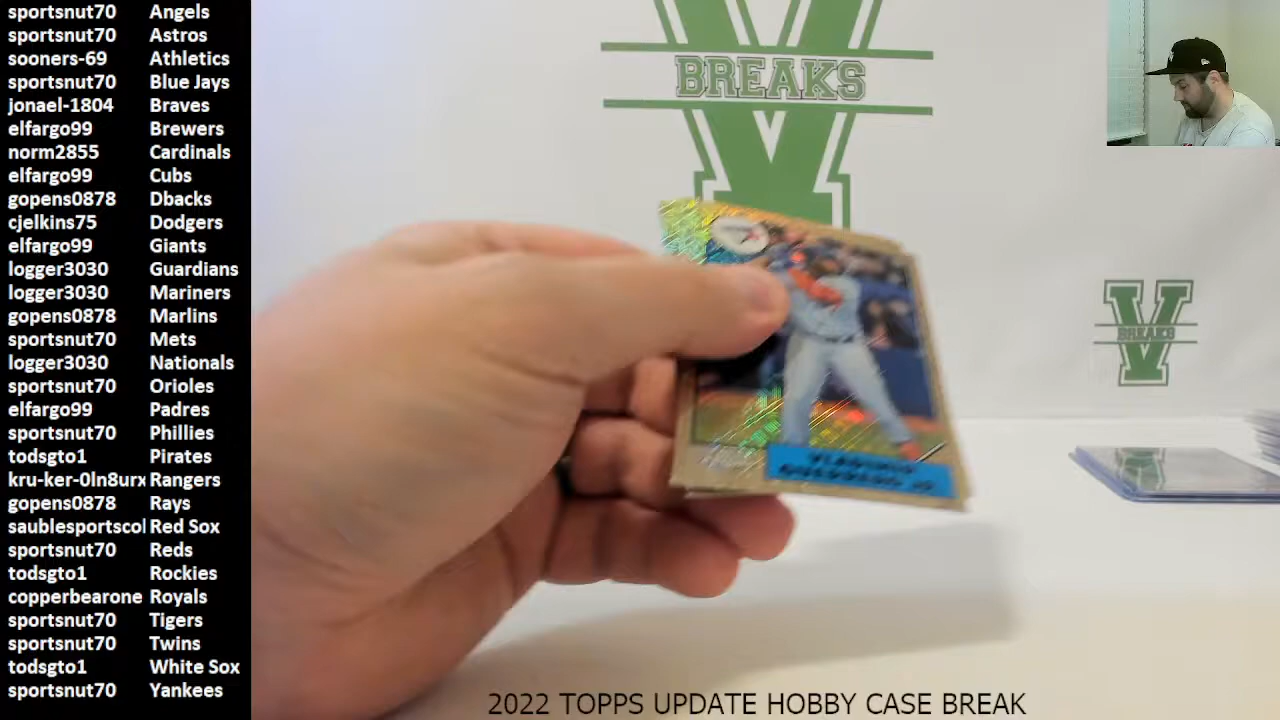 sportsnut70 Angels
sportsnut70 Astros
sooners-69 Athletics
sportsnut70 Blue Jays
jonael-1804 Braves
elfargo99 Brewers
norm2855 Cardinals
elfargo99 Cubs
gopens0878 Dbacks
cjelkins75 Dodgers
elfargo99 Giants
logger3030 Guardians
logger3030 Mariners
gopens0878 Marlins
sportsnut70 Mets
logger3030 Nationals
sportsnut70 Orioles
elfargo99 Padres
sportsnut70 Phillies
todsgto1 Pirates
kru-ker-0ln8urx Rangers
gopens0878 Rays
saublesportscol Red Sox
sportsnut70 Reds
todsgto1 Rockies
copperbearone Royals
sportsnut70 Tigers
sportsnut70 Twins
todsgto1 White Sox
sportsnut70 Yankees
V
BREAKS
V
BREAKS
VLADIMIR
GUERRERO JR
2022 TOPPS UPDATE HOBBY CASE BREAK